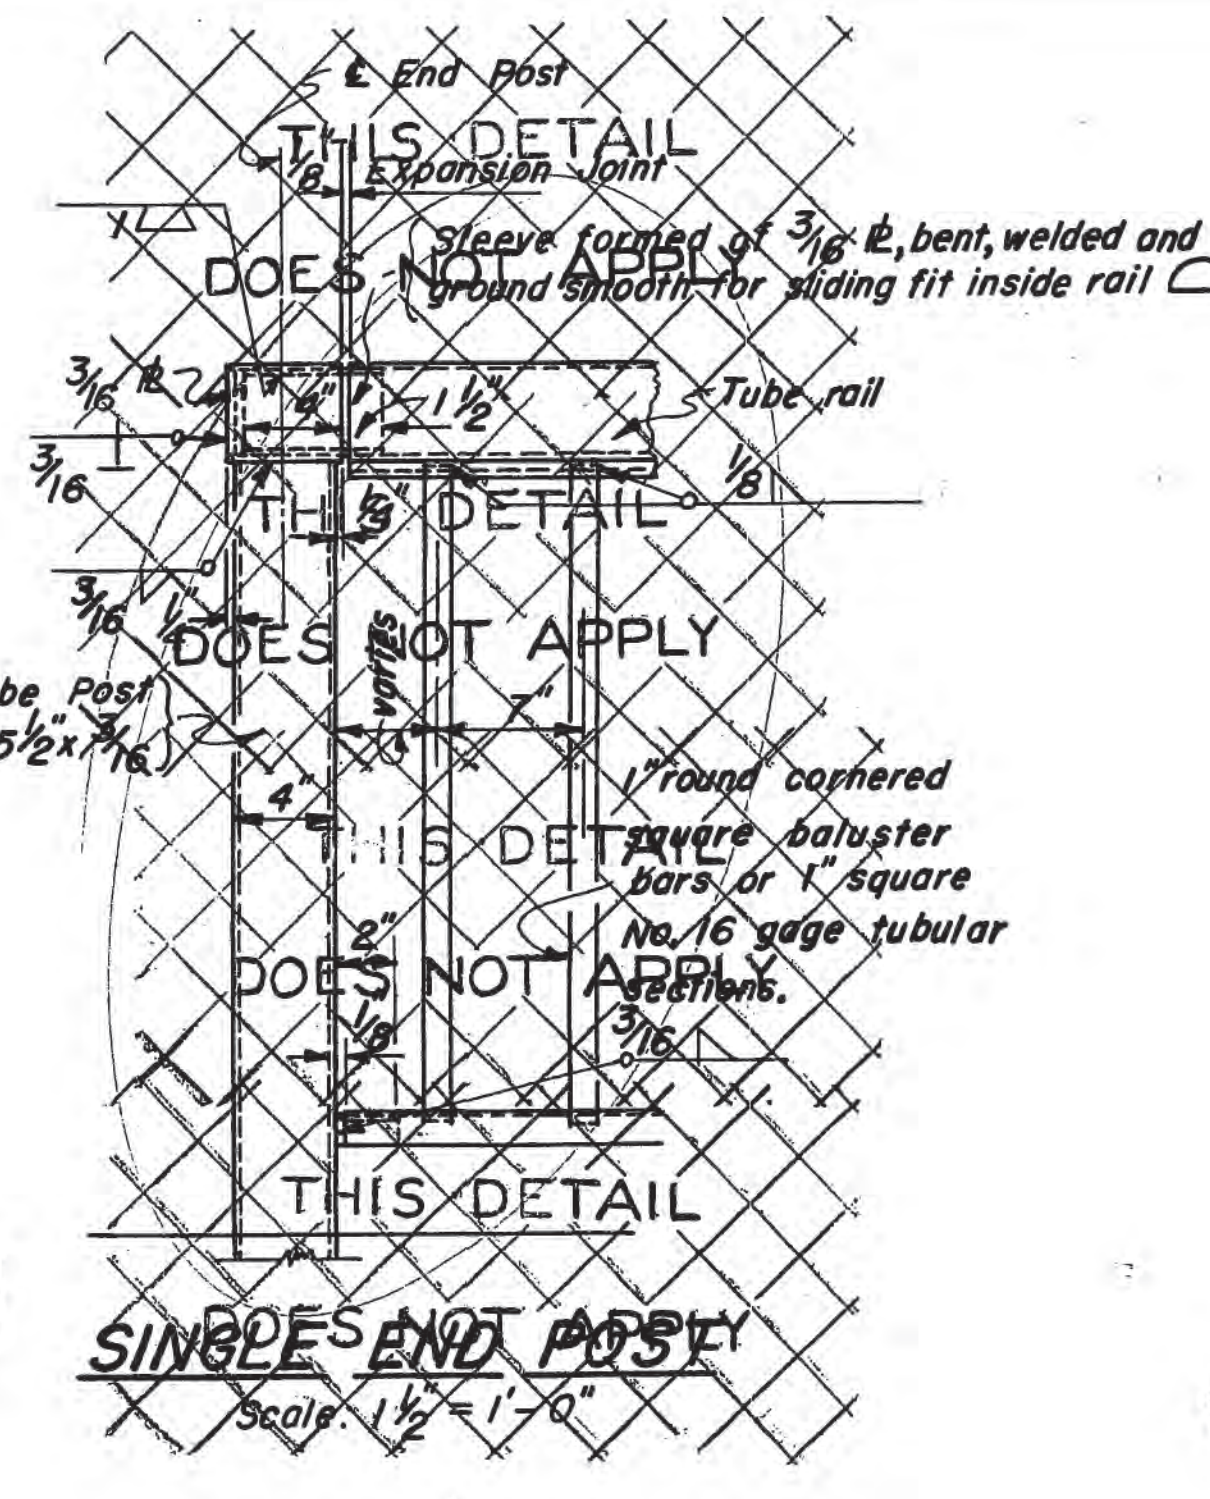 ℄ End Post
THIS DETAIL
1/8"
Expansion Joint
1
Sleeve formed of 3/16 ℞, bent, welded and
DOES NOT APPLY
ground smooth for sliding fit inside rail
3/16 ℞
4"
1 1/2"
Tube rail
3/16
1/8
THIS DETAIL
3/16
1/4"
DOES NOT APPLY
varies
7"
be Post
5 1/2" x 3/16
4"
1" round cornered
square baluster
THIS DETAIL
bars or 1" square
2"
No. 16 gage tubular
DOES NOT APPLY
sections.
1/8"
3/16
THIS DETAIL
DOES NOT APPLY
SINGLE END POST
Scale: 1 1/2" = 1'-0"